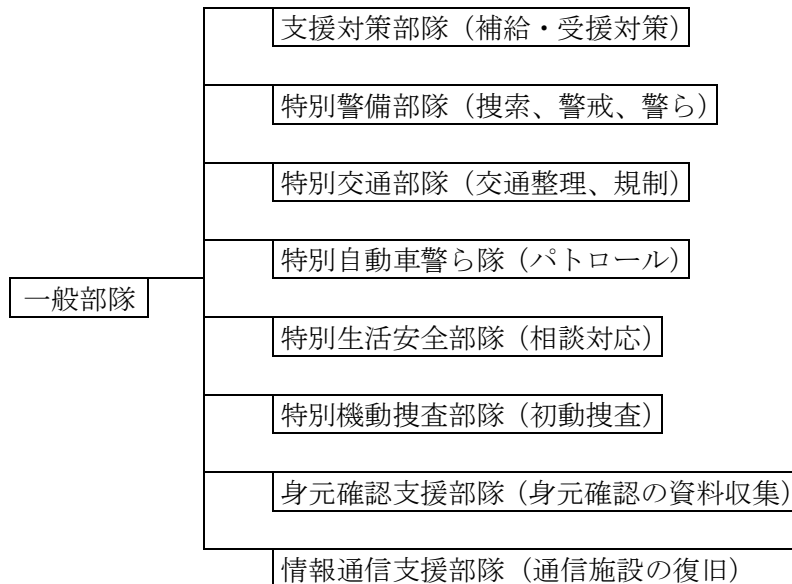 支援対策部隊（補給・受援対策）
特別警備部隊（捜索、警戒、警ら）
特別交通部隊（交通整理、規制）
特別自動車警ら隊（パトロール）
一般部隊
特別生活安全部隊（相談対応）
特別機動捜査部隊（初動捜査）
身元確認支援部隊（身元確認の資料収集）
情報通信支援部隊（通信施設の復旧）